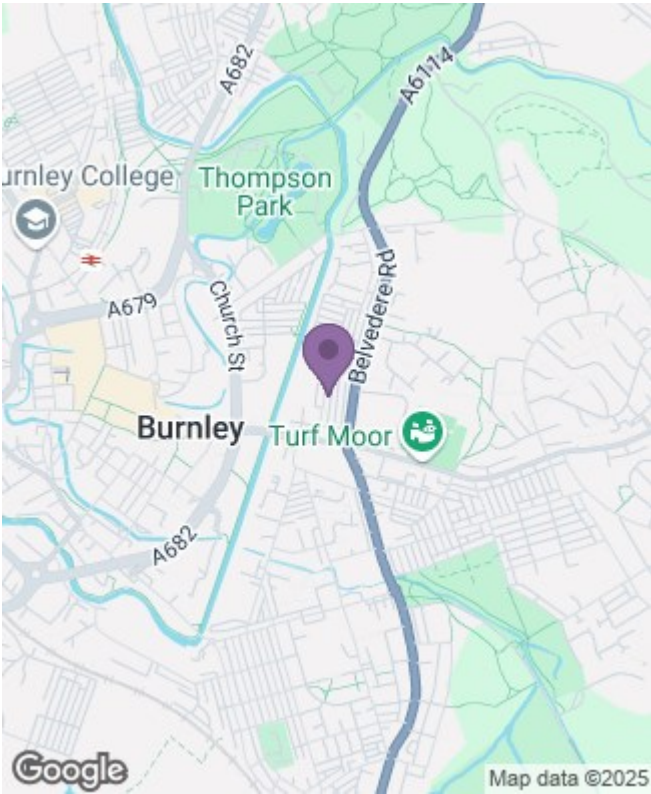 A682
A6114
urnley College
Thompson
Park
A679
Church St
Belvedere Rd
Burnley
Turf Moor
A682
Google
Map data ©2025